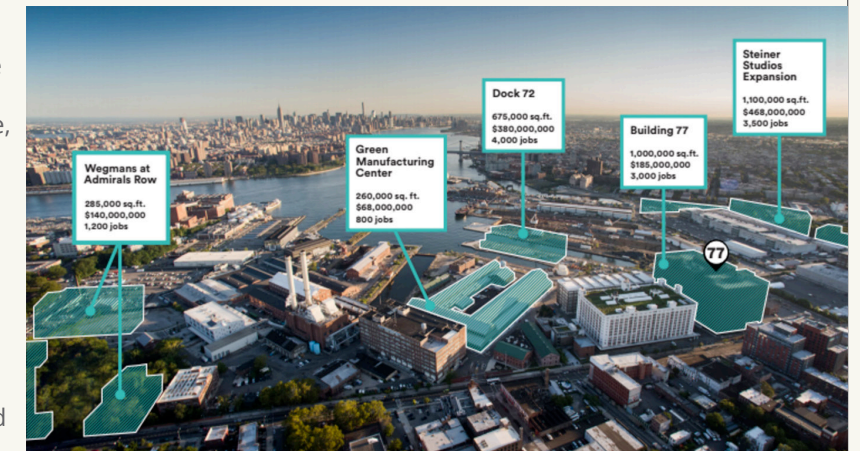 e,
d
Wegmans at
Admirals Row
285,000 sq.ft.
$140,000,000
1,200 jobs
Green
Manufacturing
Center
260,000 sq. ft.
$68,000,000
800 jobs
Dock 72
675,000 sq.ft.
$380,000,000
4,000 jobs
Building 77
1,000,000 sq.ft.
$185,000,000
3,000 jobs
Steiner
Studios
Expansion
1,100,000 sq.ft.
$468,000,000
3,500 jobs
77